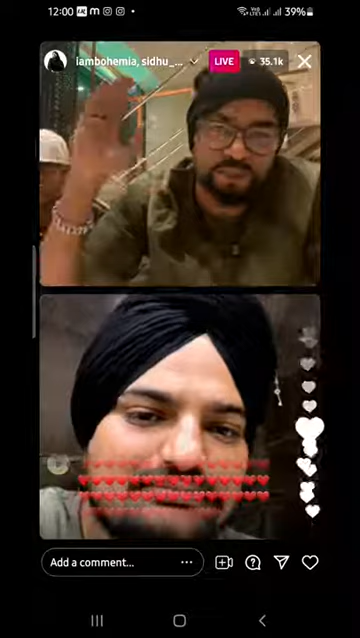 12:00
39%
iambohemia, sidhu_...
LIVE
35.1k
Add a comment...